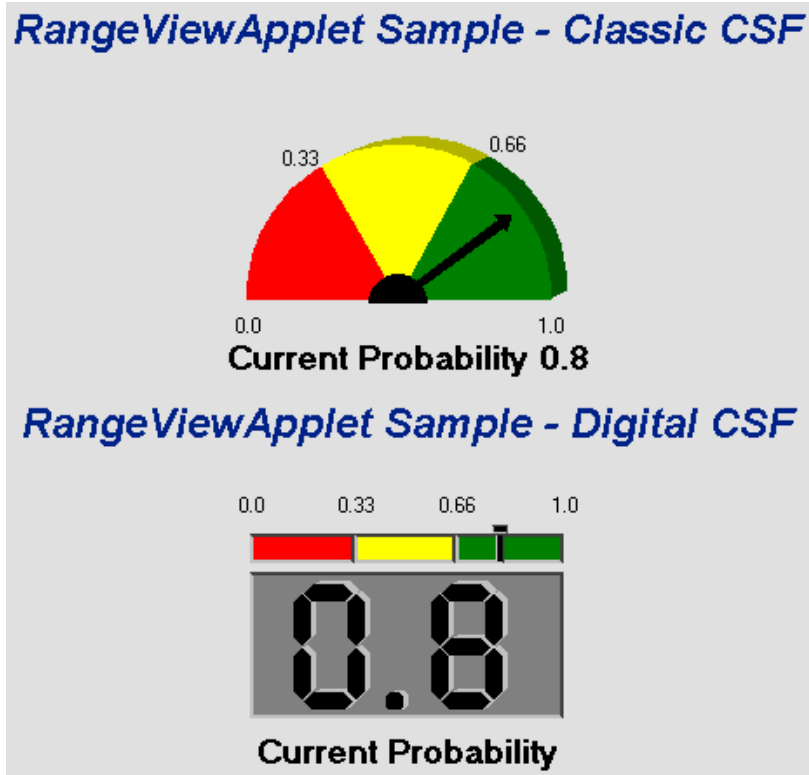 RangeViewApplet Sample - Classic CSF
0.33
0.66
0.0
1.0
Current Probability 0.8
RangeViewApplet Sample - Digital CSF
0.0 0.33 0.66 1.0
0.8
Current Probability